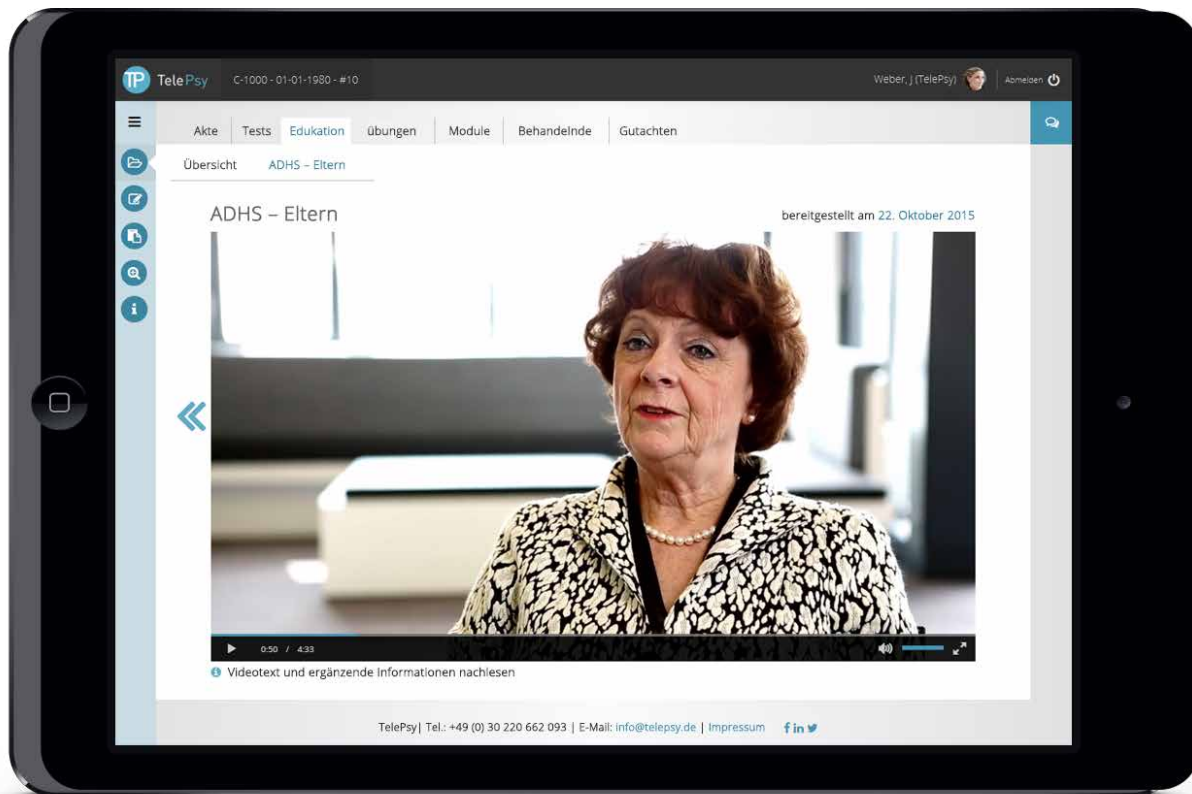 TP TelePsy C-1000 - 01-01-1980 - #10 Weber, J (TelePsy) Abmelden
Akte Tests Edukation übungen Module Behandelnde Gutachten
Übersicht ADHS – Eltern
ADHS – Eltern bereitgestellt am 22. Oktober 2015
0:50 / 4:33
Videotext und ergänzende Informationen nachlesen
TelePsy| Tel.: +49 (0) 30 220 662 093 | E-Mail: info@telepsy.de | Impressum